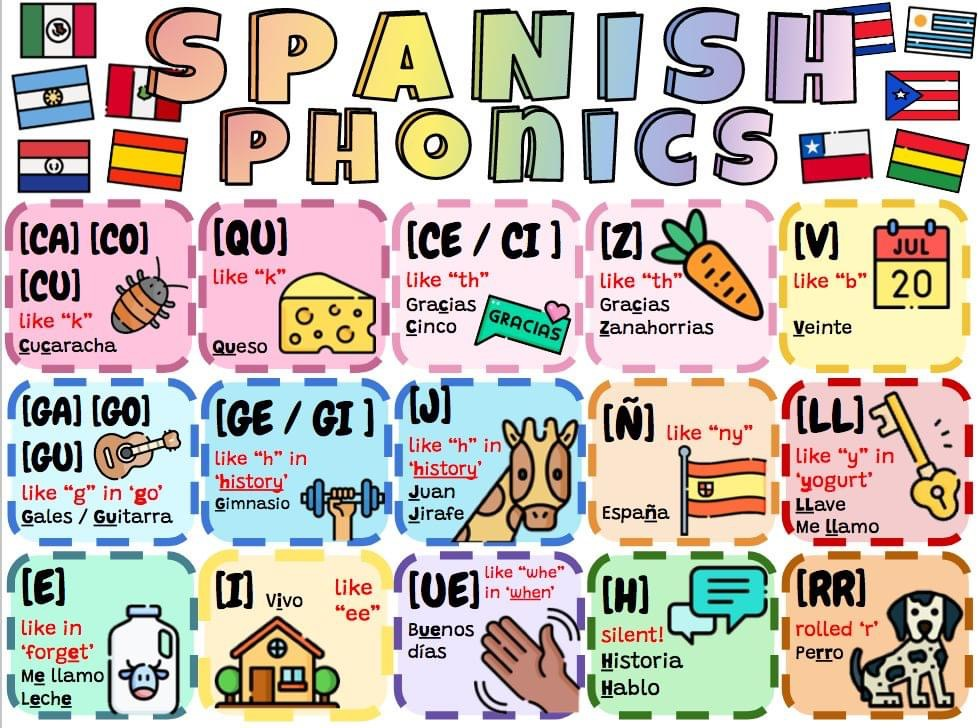 SPANISH
PHONICS
[CA] [CO]
[CU]
like “k”
Cucaracha
[QU]
like “k”
Queso
[CE / CI ]
like “th”
Gracias
Cinco
GRACIAS
[Z]
like “th”
Gracias
Zanahorrias
[V]
like “b”
Veinte
JUL
20
[GA] [GO]
[GU]
like “g” in ‘go’
Gales / Guitarra
[GE / GI ]
like “h” in
‘history’
Gimnasio
[J]
like “h” in
‘history’
Juan
Jirafe
[Ñ]
like “ny”
España
[LL]
like “y” in
‘yogurt’
LLave
Me llamo
[E]
like in
‘forget’
Me llamo
Leche
[I]
Vivo
like
“ee”
[UE]
like “whe”
in ‘when’
Buenos
días
[H]
silent!
Historia
Hablo
[RR]
rolled ‘r’
Perro